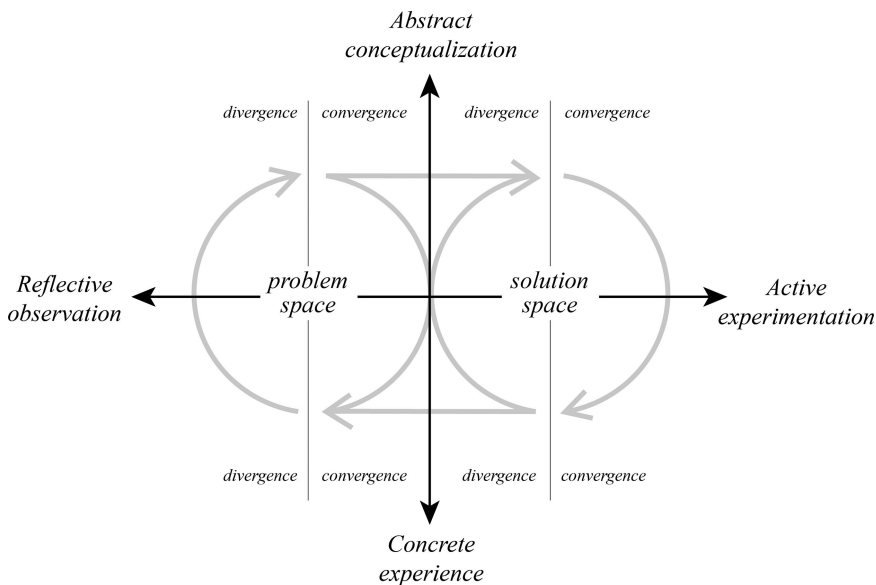 Abstract
conceptualization
divergence
convergence
divergence
convergence
Reflective
observation
problem
space
solution
space
Active
experimentation
divergence
convergence
divergence
convergence
Concrete
experience